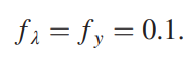 f_λ = f_y = 0.1.